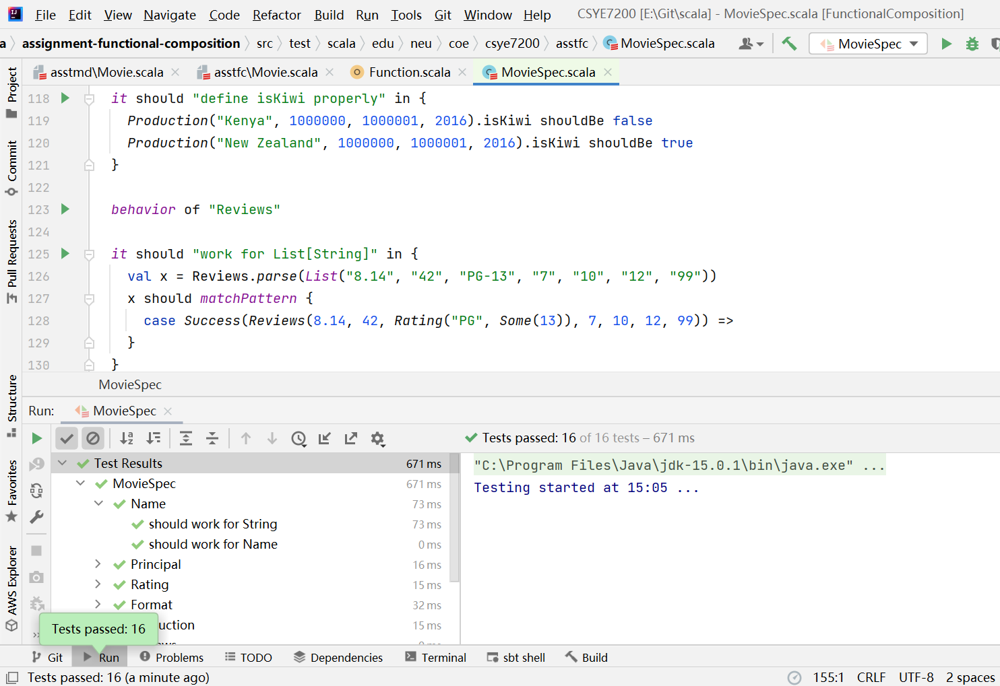 File Edit View Navigate Code Refactor Build Run Tools Git Window Help CSYE7200 [E:\Git\scala] - MovieSpec.scala [FunctionalComposition]
a assignment-functional-composition src test scala edu neu coe csye7200 asstfc MovieSpec.scala MovieSpec
asstmd\Movie.scala asstfc\Movie.scala Function.scala MovieSpec.scala
Project
Commit
Pull Requests
Structure
Favorites
AWS Explorer
118 it should "define isKiwi properly" in {
119 Production("Kenya", 1000000, 1000001, 2016).isKiwi shouldBe false
120 Production("New Zealand", 1000000, 1000001, 2016).isKiwi shouldBe true
121 }
122
123 behavior of "Reviews"
124
125 it should "work for List[String]" in {
126 val x = Reviews.parse(List("8.14", "42", "PG-13", "7", "10", "12", "99"))
127 x should matchPattern {
128 case Success(Reviews(8.14, 42, Rating("PG", Some(13)), 7, 10, 12, 99)) =>
129 }
130 }
MovieSpec
Run: MovieSpec
Tests passed: 16 of 16 tests – 671 ms
Test Results 671 ms
MovieSpec 671 ms
Name 73 ms
should work for String 73 ms
should work for Name 0 ms
Principal 16 ms
Rating 15 ms
Format 32 ms
uction 15 ms
"C:\Program Files\Java\jdk-15.0.1\bin\java.exe" ...
Testing started at 15:05 ...
Tests passed: 16
Git Run Problems TODO Dependencies Terminal sbt shell Build
Tests passed: 16 (a minute ago) 155:1 CRLF UTF-8 2 spaces